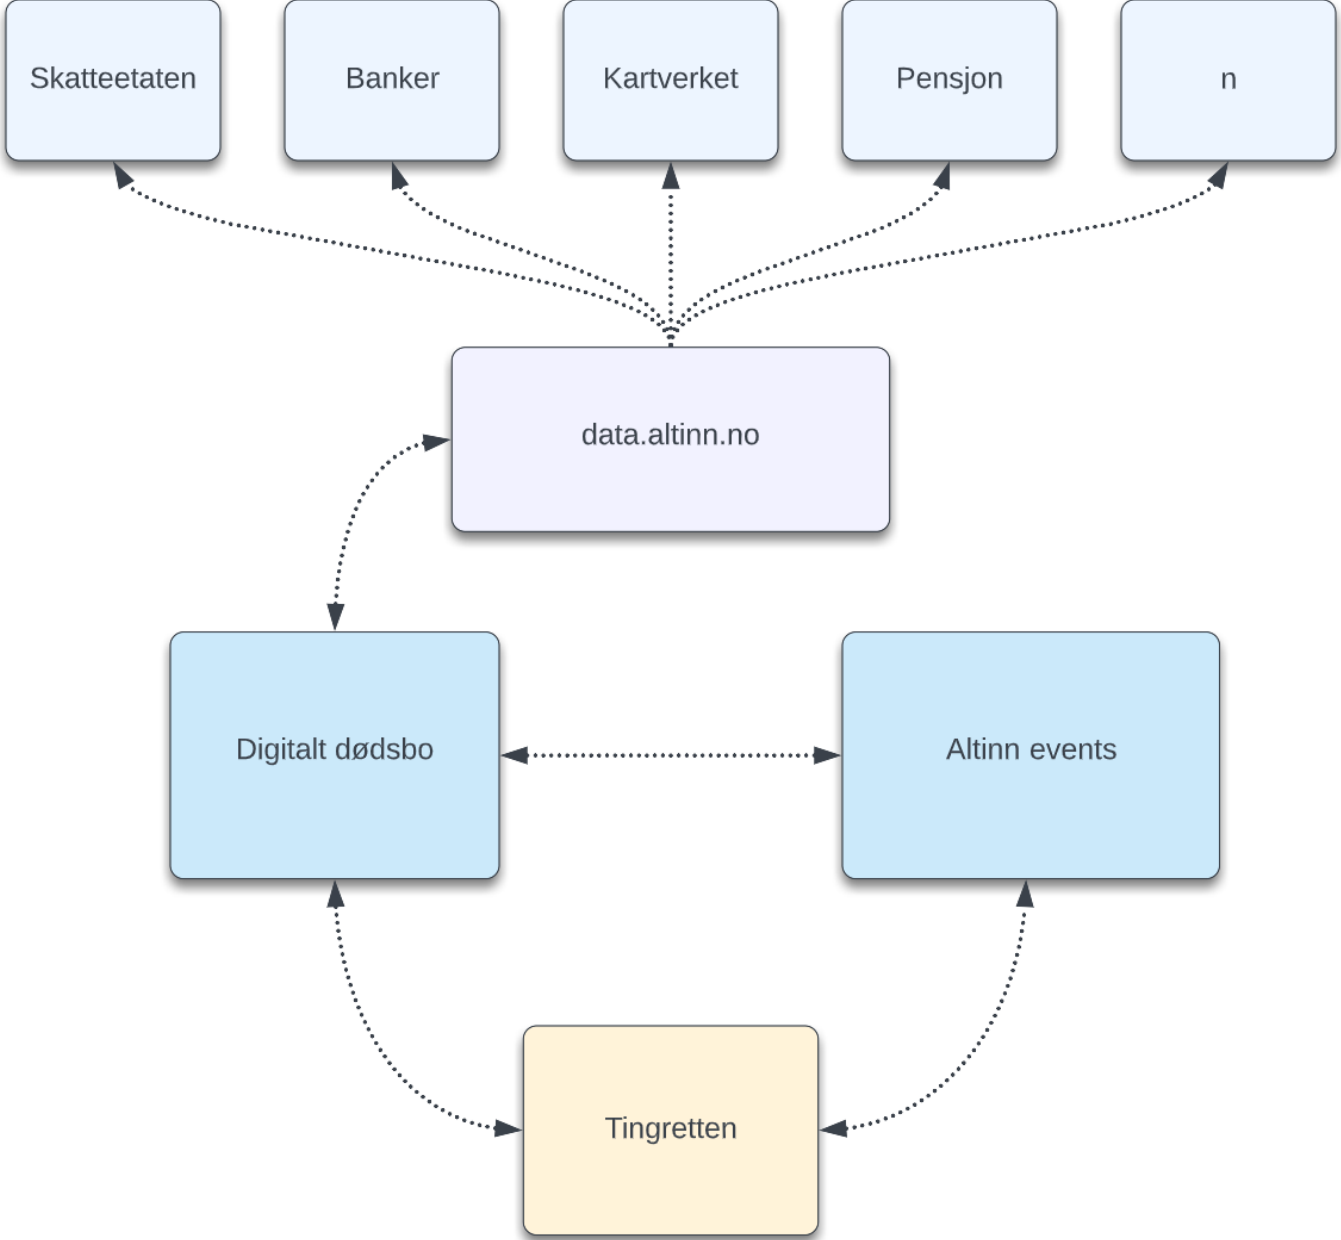 Skatteetaten
Banker
Kartverket
Pensjon
n
data.altinn.no
Digitalt dødsbo
Altinn events
Tingretten